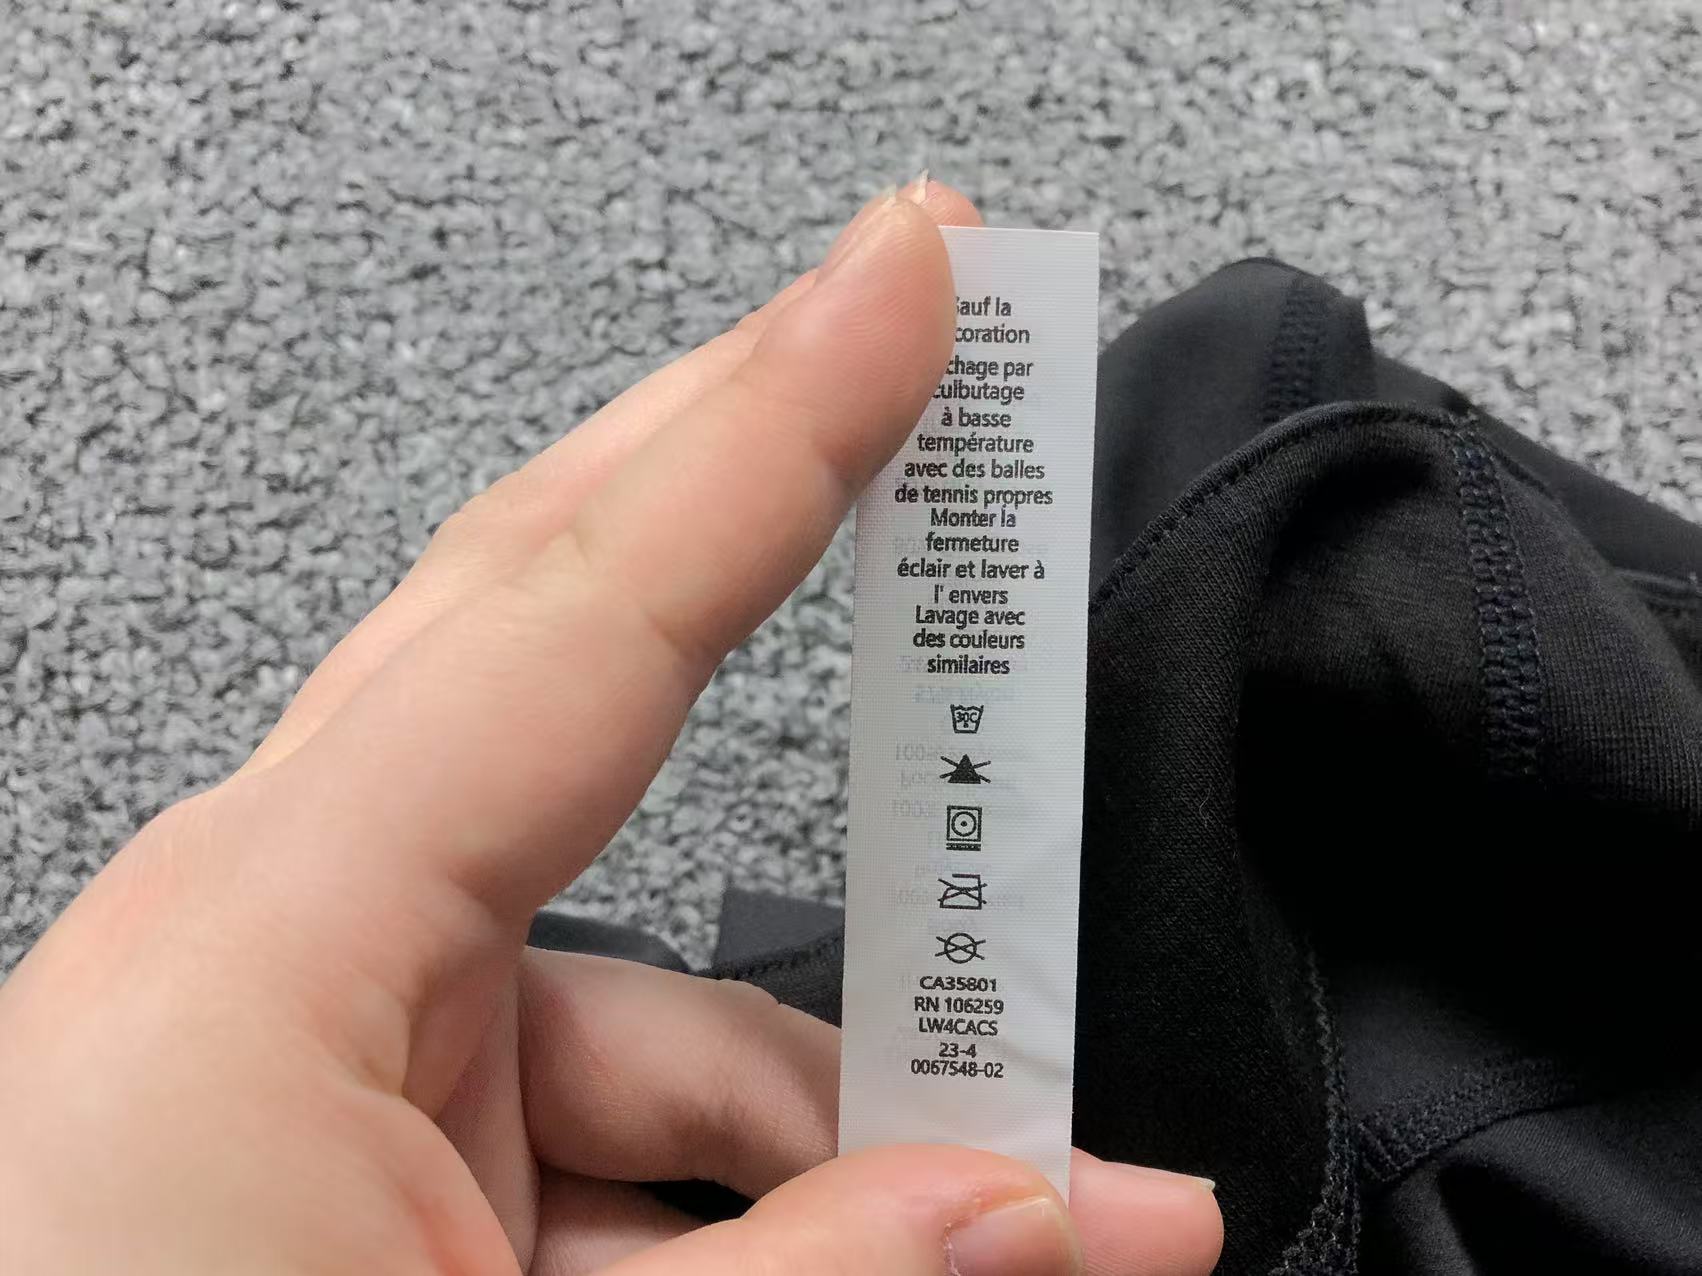 Sauf la
coration
chage par
culbutage
à basse
température
avec des balles
de tennis propres
Monter la
fermeture
éclair et laver à
l' envers
Lavage avec
des couleurs
similaires
30C
CA35801
RN 106259
LW4CACS
23-4
0067548-02